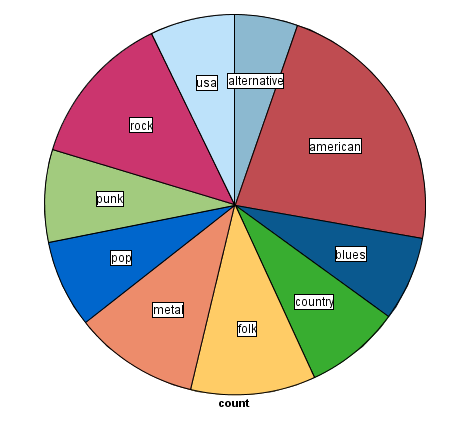 usa
alternative
rock
american
punk
blues
pop
country
metal
folk
count